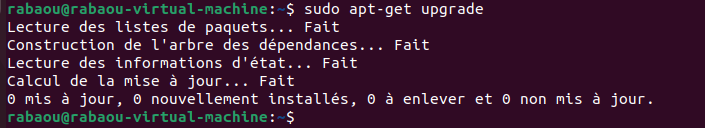 rabaou@rabaou-virtual-machine:~$ sudo apt-get upgrade
Lecture des listes de paquets... Fait
Construction de l'arbre des dépendances... Fait
Lecture des informations d'état... Fait
Calcul de la mise à jour... Fait
0 mis à jour, 0 nouvellement installés, 0 à enlever et 0 non mis à jour.
rabaou@rabaou-virtual-machine:~$